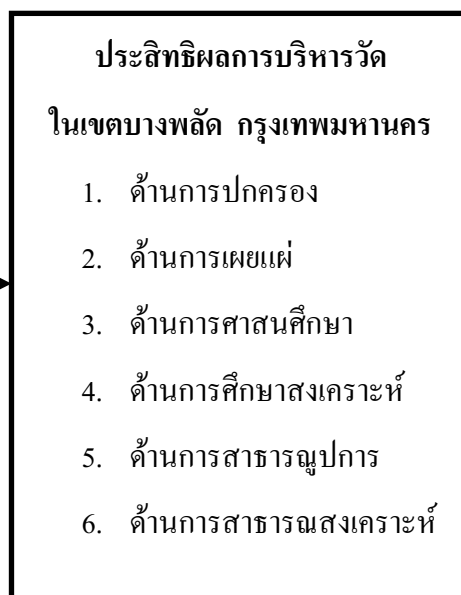 ประสิทธิผลการบริหารวัด
ในเขตบางพลัด กรุงเทพมหานคร
1. ด้านการปกครอง
2. ด้านการเผยแผ่
3. ด้านการศาสนศึกษา
4. ด้านการศึกษาสงเคราะห์
5. ด้านการสาธารณูปการ
6. ด้านการสาธารณสงเคราะห์